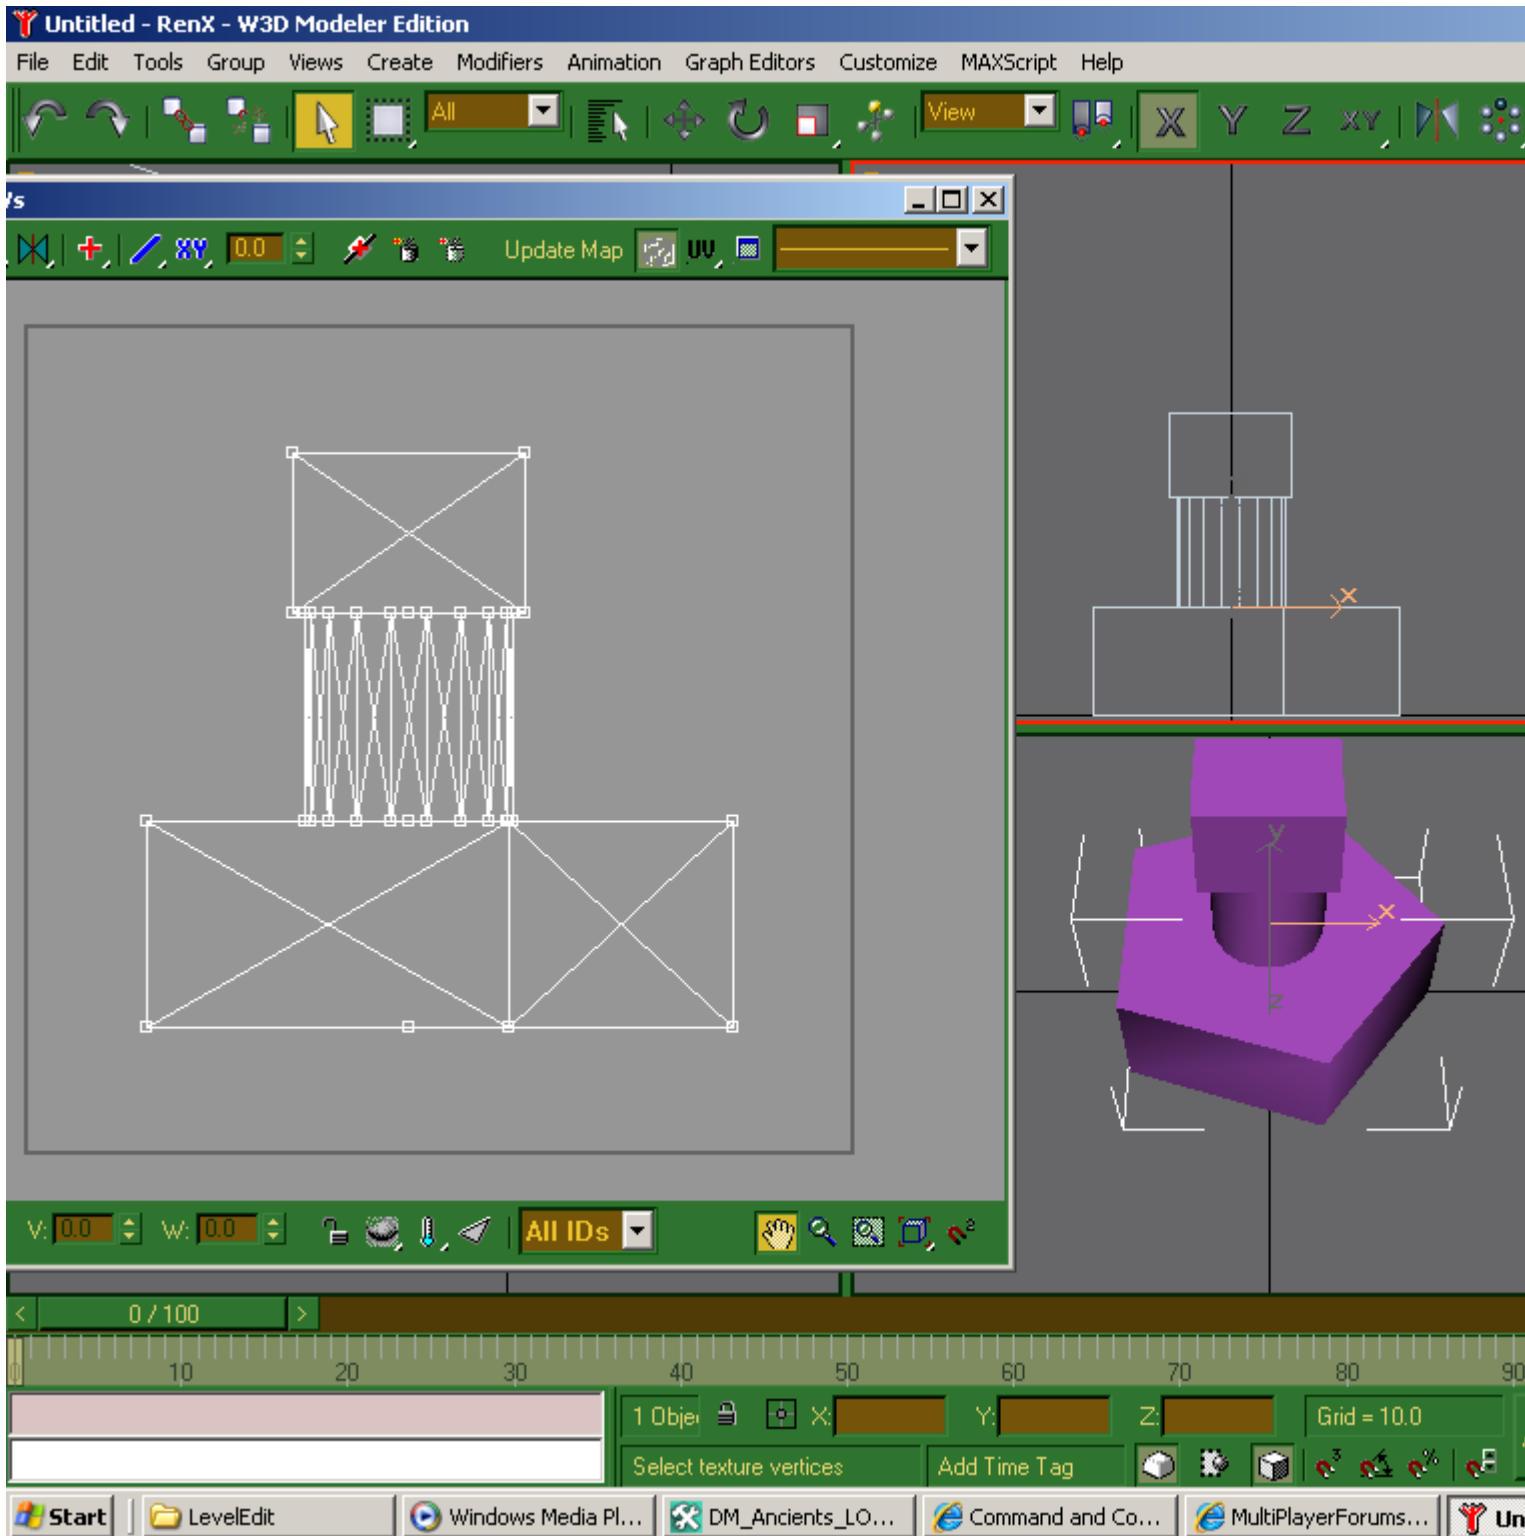 Untitled - RenX - W3D Modeler Edition
File Edit Tools Group Views Create Modifiers Animation Graph Editors Customize MAXScript Help
All View X Y Z XY
Vs
XY 0.0 Update Map UV
x
y
x
z
V: 0.0 W: 0.0 All IDs
< 0 / 100 >
0 10 20 30 40 50 60 70 80 90
1 Obje X: Y: Z: Grid = 10.0
Select texture vertices Add Time Tag
Start LevelEdit Windows Media Pl... DM_Ancients_LO... Command and Co... MultiPlayerForums... Un